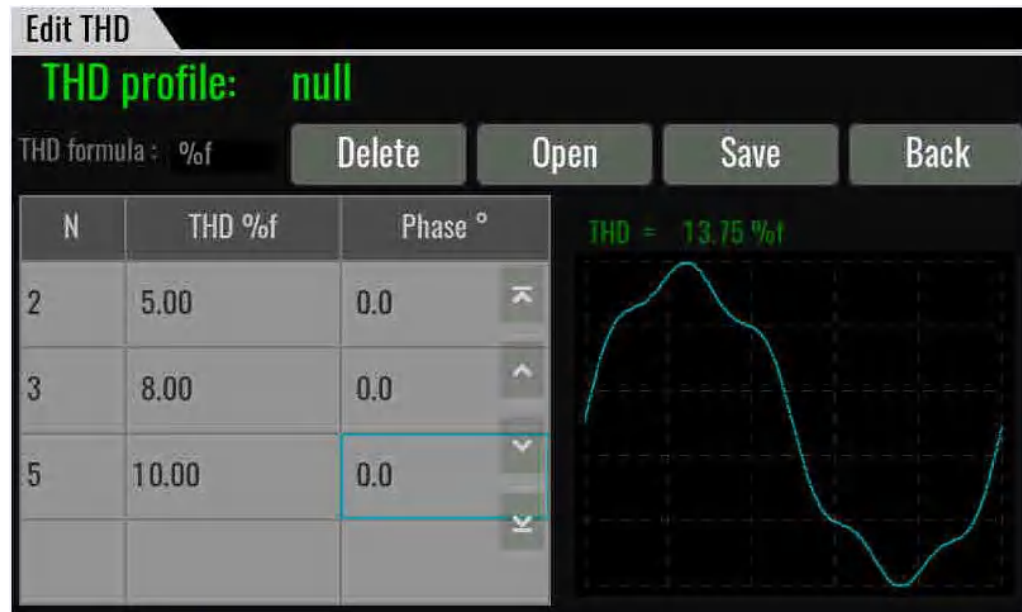 Edit THD
THD profile: null
THD formula : %f Delete Open Save Back
N THD %f Phase °
THD = 13.75 %f
2 5.00 0.0
3 8.00 0.0
5 10.00 0.0